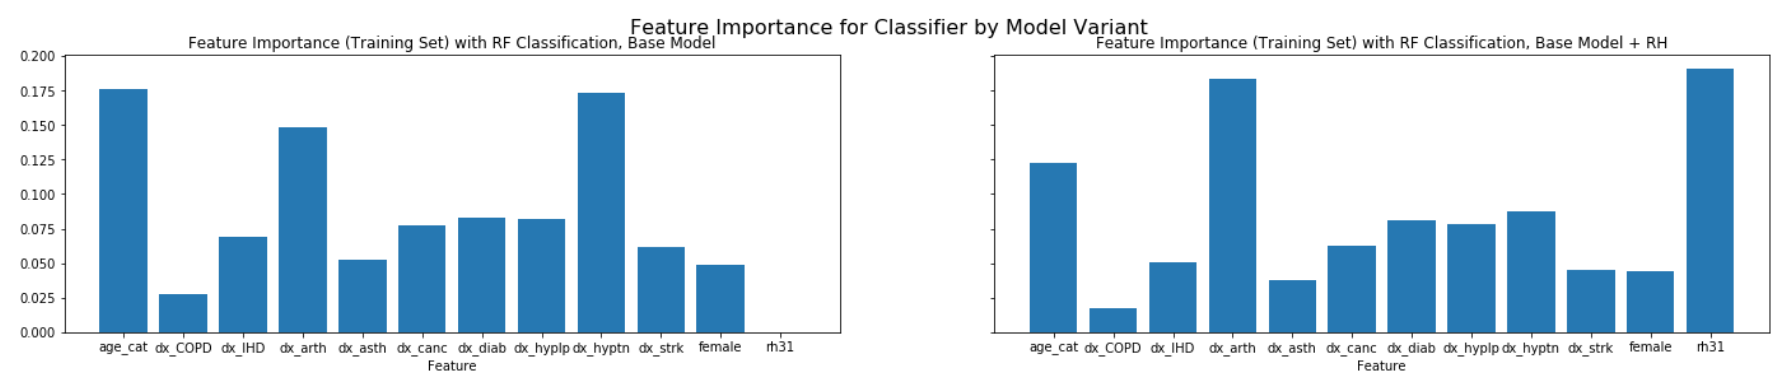 Feature Importance for Classifier by Model Variant
Feature Importance (Training Set) with RF Classification, Base Model
0.200
0.175
0.150
0.125
0.100
0.075
0.050
0.025
0.000
age_cat dx_COPD dx_IHD dx_arth dx_asth dx_canc dx_diab dx_hyplp dx_hyptn dx_strk female rh31
Feature
Feature Importance (Training Set) with RF Classification, Base Model + RH
age_cat dx_COPD dx_IHD dx_arth dx_asth dx_canc dx_diab dx_hyplp dx_hyptn dx_strk female rh31
Feature